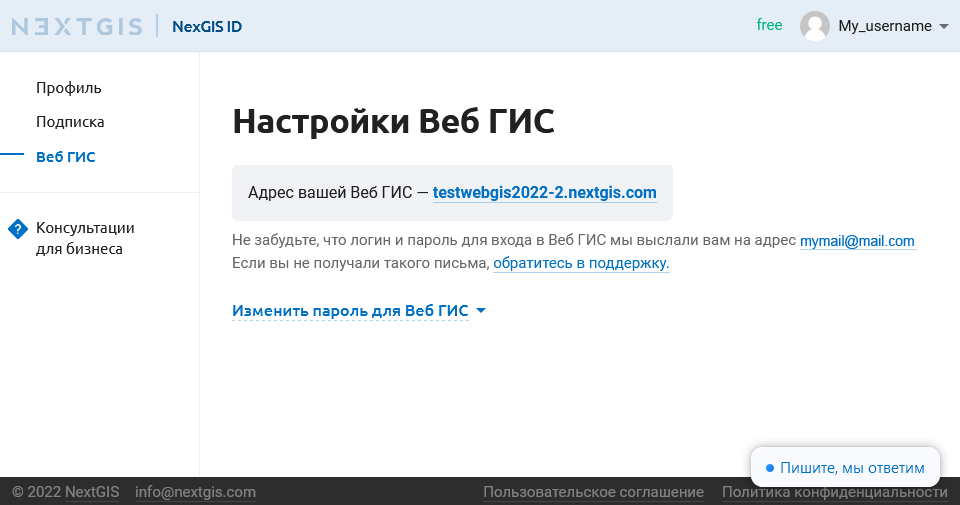 NEXTGIS NextGIS ID
free My_username
Профиль
Подписка
Веб ГИС
Консультации
для бизнеса
Настройки Веб ГИС
Адрес вашей Веб ГИС — testwebgis2022-2.nextgis.com
Не забудьте, что логин и пароль для входа в Веб ГИС мы выслали вам на адрес mymail@mail.com
Если вы не получали такого письма, обратитесь в поддержку.
Изменить пароль для Веб ГИС
Пишите, мы ответим
© 2022 NextGIS info@nextgis.com Пользовательское соглашение Политика конфиденциальности